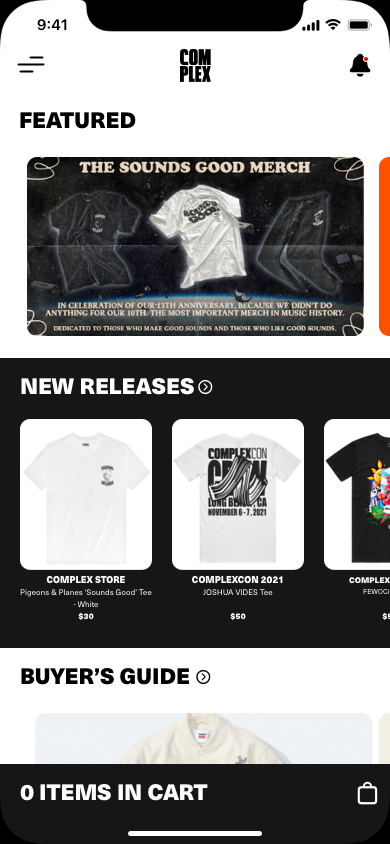 9:41
COM
PLEX
FEATURED
THE SOUNDS GOOD MERCH
SOUNDS
GOOD!
IN CELEBRATION OF OUR 13TH ANNIVERSARY, BECAUSE WE DIDN'T DO
ANYTHING FOR OUR 10TH: THE MOST IMPORTANT MERCH IN MUSIC HISTORY.
DEDICATED TO THOSE WHO MAKE GOOD SOUNDS AND THOSE WHO LIKE GOOD SOUNDS.
NEW RELEASES
COMPLEXCON
LONG BEACH, CA
NOVEMBER 6-7, 2021
COMPLEX STORE
Pigeons & Planes 'Sounds Good' Tee
- White
$30
COMPLEXCON 2021
JOSHUA VIDES Tee
$50
COMPLEX
FEWOCI
BUYER'S GUIDE
0 ITEMS IN CART